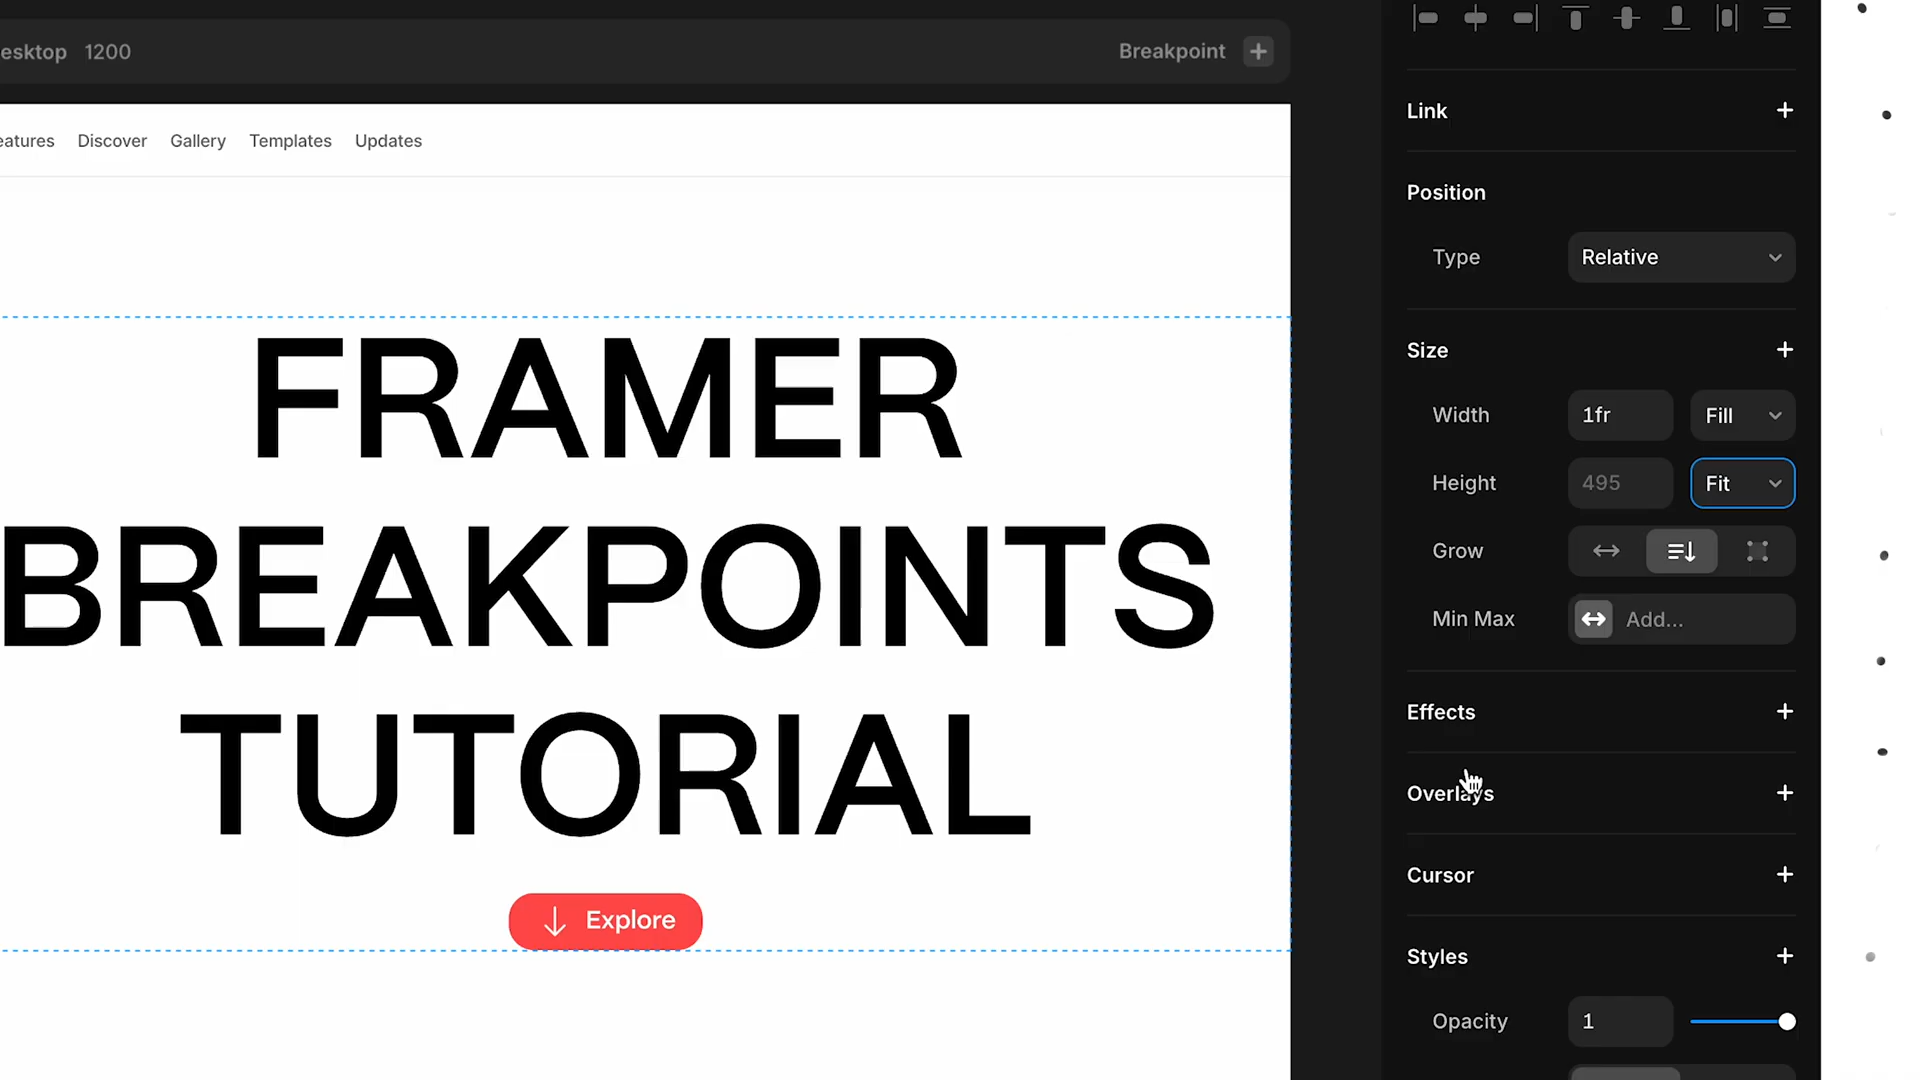 esktop 1200
Breakpoint
eatures Discover Gallery Templates Updates
FRAMER
BREAKPOINTS
TUTORIAL
Explore
Link
Position
Type Relative
Size
Width 1fr Fill
Height 495 Fit
Grow
Min Max Add...
Effects
Overlays
Cursor
Styles
Opacity 1